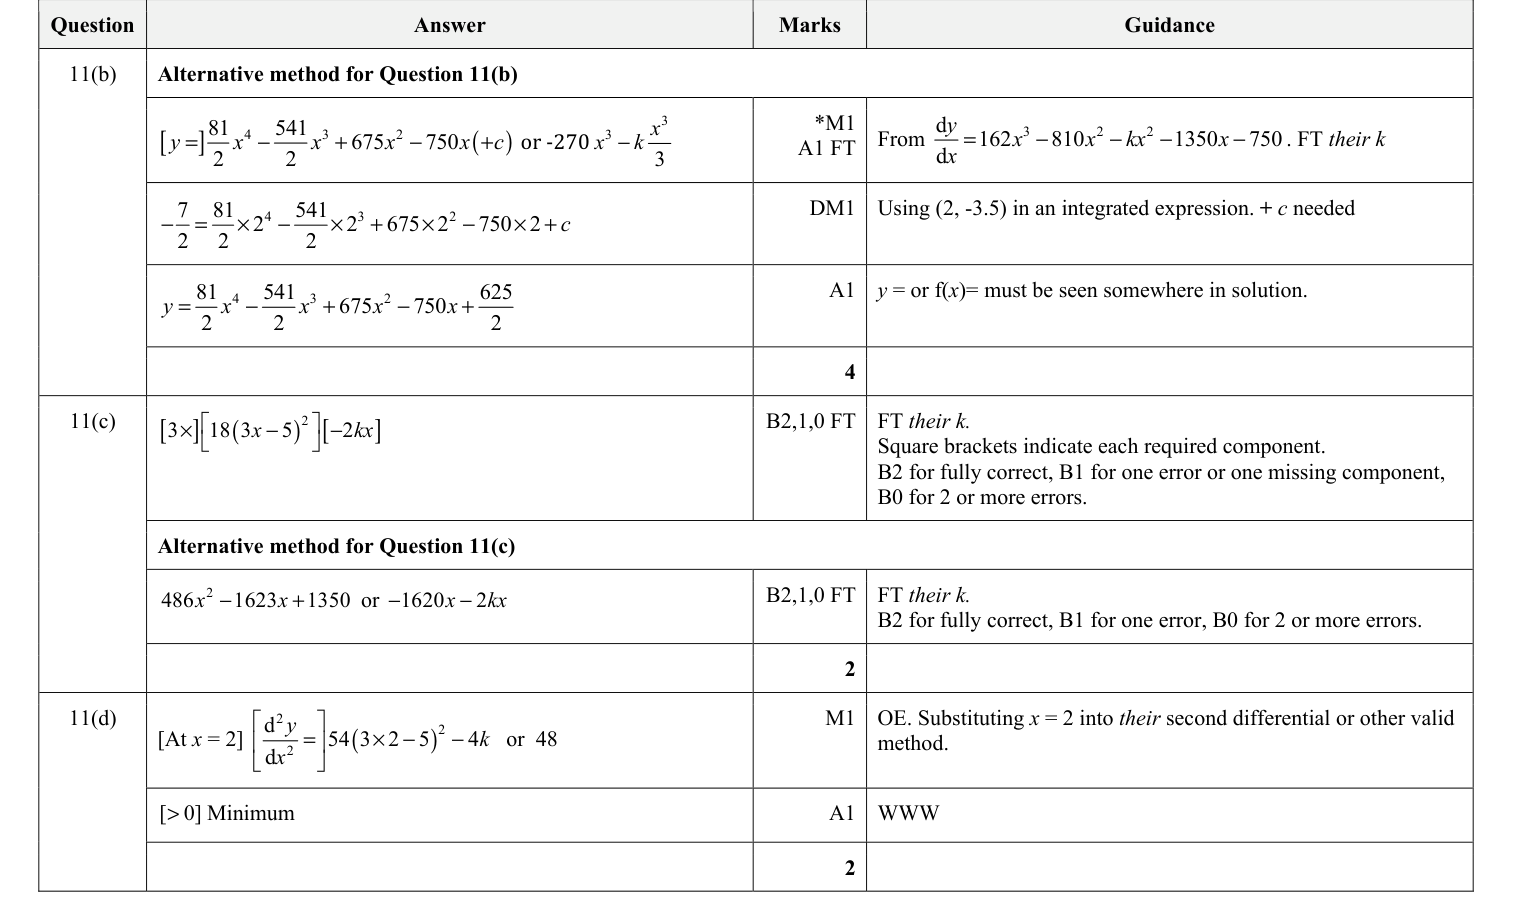 Question Answer Marks Guidance
11(b) Alternative method for Question 11(b)
[y =] 81/2 x⁴ − 541/2 x³ + 675x² − 750x (+c) or -270 x³ − k x³/3 *M1 A1 FT From dy/dx = 162x³ − 810x² − kx² − 1350x − 750 . FT their k
− 7/2 = 81/2 × 2⁴ − 541/2 × 2³ + 675 × 2² − 750 × 2 + c DM1 Using (2, -3.5) in an integrated expression. + c needed
y = 81/2 x⁴ − 541/2 x³ + 675x² − 750x + 625/2 A1 y = or f(x)= must be seen somewhere in solution.
4
11(c) [3×][18(3x − 5)²][−2kx] B2,1,0 FT FT their k.
Square brackets indicate each required component.
B2 for fully correct, B1 for one error or one missing component,
B0 for 2 or more errors.
Alternative method for Question 11(c)
486x² − 1623x + 1350 or −1620x − 2kx B2,1,0 FT FT their k.
B2 for fully correct, B1 for one error, B0 for 2 or more errors.
2
11(d) [At x = 2] [d²y/dx² =] 54(3 × 2 − 5)² − 4k or 48 M1 OE. Substituting x = 2 into their second differential or other valid
method.
[> 0] Minimum A1 WWW
2